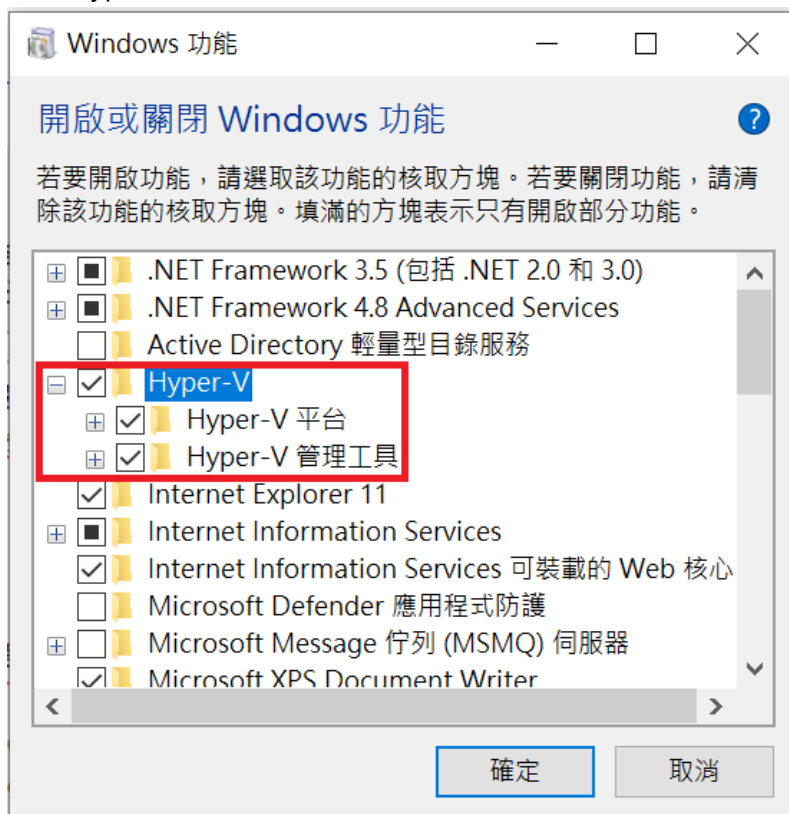 Windows 功能
開啟或關閉 Windows 功能
若要開啟功能，請選取該功能的核取方塊。若要關閉功能，請清
除該功能的核取方塊。填滿的方塊表示只有開啟部分功能。
.NET Framework 3.5 (包括 .NET 2.0 和 3.0)
.NET Framework 4.8 Advanced Services
Active Directory 輕量型目錄服務
Hyper-V
Hyper-V 平台
Hyper-V 管理工具
Internet Explorer 11
Internet Information Services
Internet Information Services 可裝載的 Web 核心
Microsoft Defender 應用程式防護
Microsoft Message 佇列 (MSMQ) 伺服器
Microsoft XPS Document Writer
確定
取消